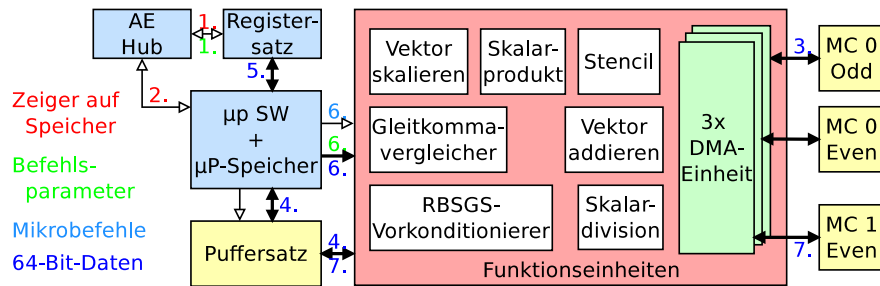 AE
Hub
1.
1.
Register-
satz
5.
2.
Zeiger auf
Speicher
Befehls-
parameter
Mikrobefehle
64-Bit-Daten
µp SW
+
µP-Speicher
6.
6.
6.
4.
Puffersatz
4.
7.
Vektor
skalieren
Skalar-
produkt
Stencil
Gleitkomma-
vergleicher
Vektor
addieren
RBSGS-
Vorkonditionierer
Skalar-
division
3x
DMA-
Einheit
Funktionseinheiten
3.
7.
MC 0
Odd
MC 0
Even
MC 1
Even